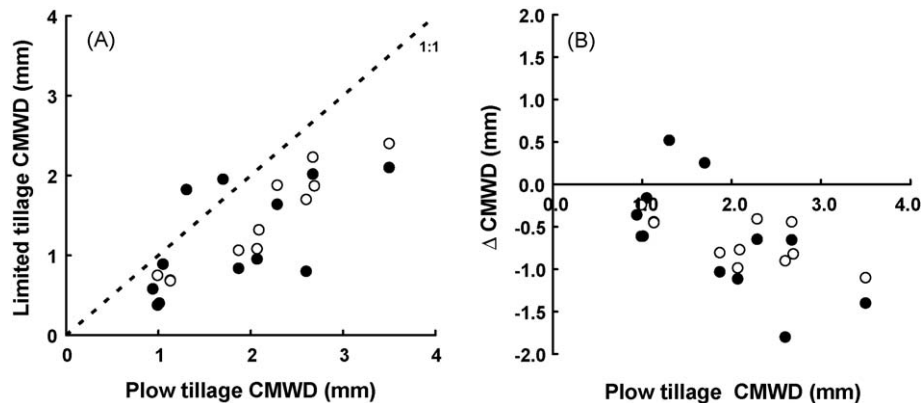 (A)
1:1
4
3
2
1
0
0 1 2 3 4
Limited tillage CMWD (mm)
Plow tillage CMWD (mm)
(B)
2.0
1.5
1.0
0.5
0.0
-0.5
-1.0
-1.5
-2.0
0.0 1.0 2.0 3.0 4.0
Δ CMWD (mm)
Plow tillage CMWD (mm)